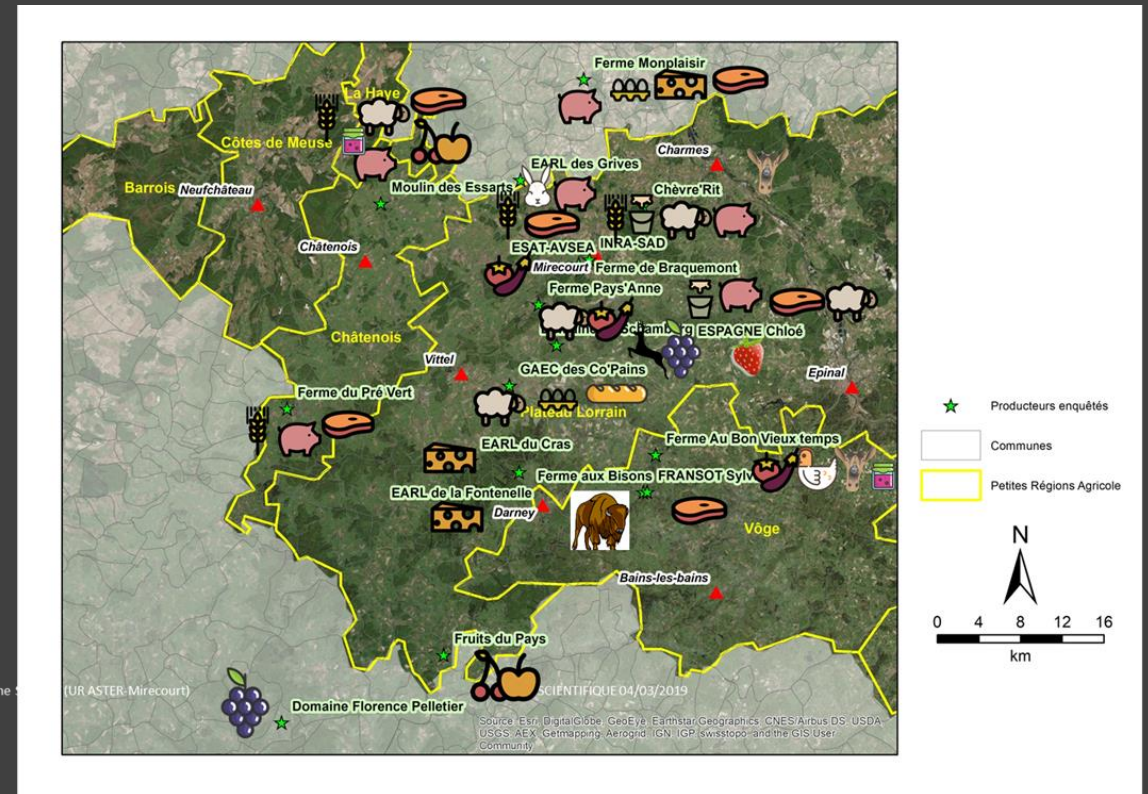 Ferme Monplaisir
La Haye
Côtes de Meuse
Charmes
EARL des Grives
Barrois
Neufchâteau
Moulin des Essarts
Chèvre'Rit
Châtenois
ESAT-AVSEA
INRA-SAD
Mirecourt
Ferme de Braquemont
Ferme Pays'Anne
Schamberg
ESPAGNE Chloé
Châtenois
Vittel
GAEC des Co'Pains
Epinal
Ferme du Pré Vert
Plateau Lorrain
EARL du Cras
Ferme Au Bon Vieux temps
Ferme aux Bisons
FRANSOT
EARL de la Fontenelle
Darney
Vôge
Bains-les-bains
Fruits du Pays
(UR ASTER-Mirecourt)
SCIENTIFIQUE 04/03/2019
Domaine Florence Pelletier
Source: Esri, DigitalGlobe, GeoEye, Earthstar Geographics, CNES/Airbus DS, USDA,
USGS, AEX, Getmapping, Aerogrid, IGN, IGP, swisstopo, and the GIS User
Community
Producteurs enquêtés
Communes
Petites Régions Agricole
N
0 4 8 12 16
km